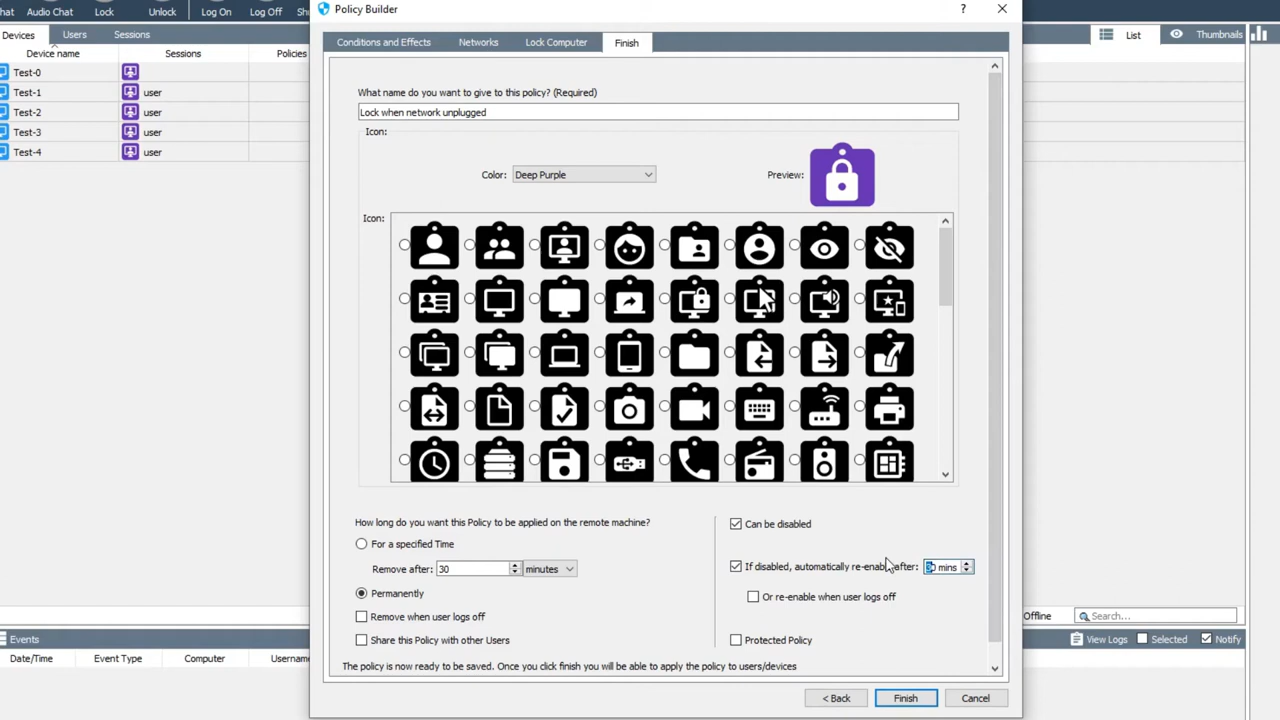 Policy Builder
?
Audio Chat Lock Unlock Log On Log Off
Devices Users Sessions
List Thumbnails
Device name Sessions Policies
Test-0
Test-1 user
Test-2 user
Test-3 user
Test-4 user
Conditions and Effects Networks Lock Computer Finish
What name do you want to give to this policy? (Required)
Lock when network unplugged
Icon:
Color: Deep Purple Preview:
Icon:
How long do you want this Policy to be applied on the remote machine?
For a specified Time
Remove after: 30 minutes
Permanently
Remove when user logs off
Share this Policy with other Users
Can be disabled
If disabled, automatically re-enable after: mins
Or re-enable when user logs off
Protected Policy
The policy is now ready to be saved. Once you click finish you will be able to apply the policy to users/devices
< Back Finish Cancel
Offline Search...
Events View Logs Selected Notify
Date/Time Event Type Computer